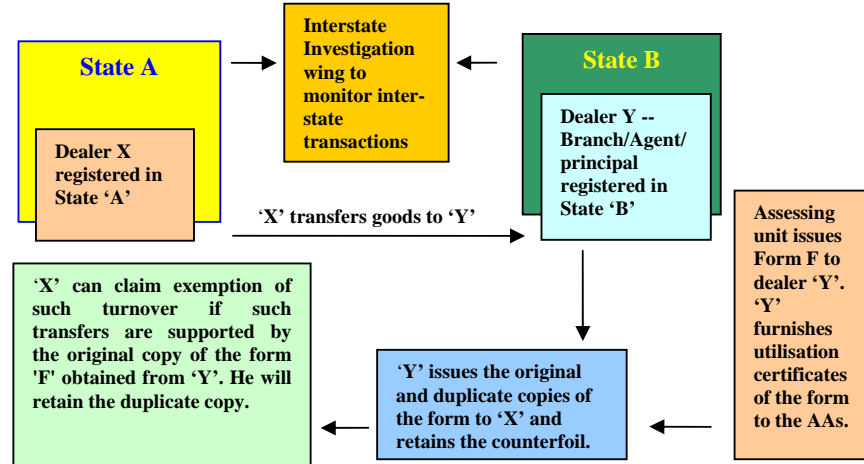 State A
Interstate
Investigation
wing to
monitor inter-
state
transactions
State B
Dealer X
registered in
State ‘A’
Dealer Y --
Branch/Agent/
principal
registered in
State ‘B’
‘X’ transfers goods to ‘Y’
Assessing
unit issues
Form F to
dealer ‘Y’.
‘Y’
furnishes
utilisation
certificates
of the form
to the AAs.
‘X’ can claim exemption of
such turnover if such
transfers are supported by
the original copy of the form
'F' obtained from ‘Y’. He will
retain the duplicate copy.
‘Y’ issues the original
and duplicate copies of
the form to ‘X’ and
retains the counterfoil.